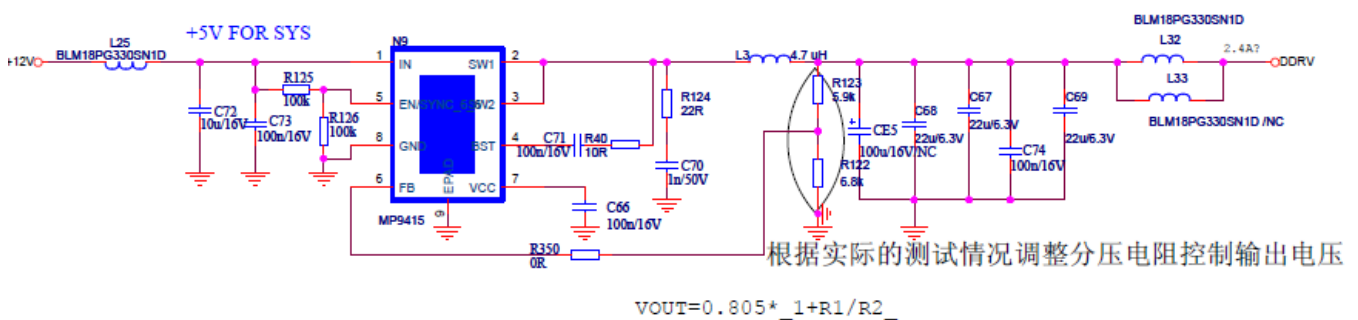 BLM18PG330SN1D
+5V FOR SYS
L25
BLM18PG330SN1D
+12V
N9
L3
4.7 uH
L32
2.4A?
DDRV
1
IN
SW1
2
R125
100k
5
SW2
3
R123
5.9k
L33
C72
10u/16V
C73
100n/16V
R126
100k
8
GND
BST
4
C71
100n/16V
R40
10R
R124
22R
CE5
100u/16V/NC
C68
22u/6.3V
C67
22u/6.3V
C69
22u/6.3V
BLM18PG330SN1D /NC
C70
1n/50V
R122
6.8k
C74
100n/16V
6
FB
EPAD
VCC
7
MP9415
9
C66
100n/16V
R350
0R
根据实际的测试情况调整分压电阻控制输出电压
VOUT=0.805*_1+R1/R2_